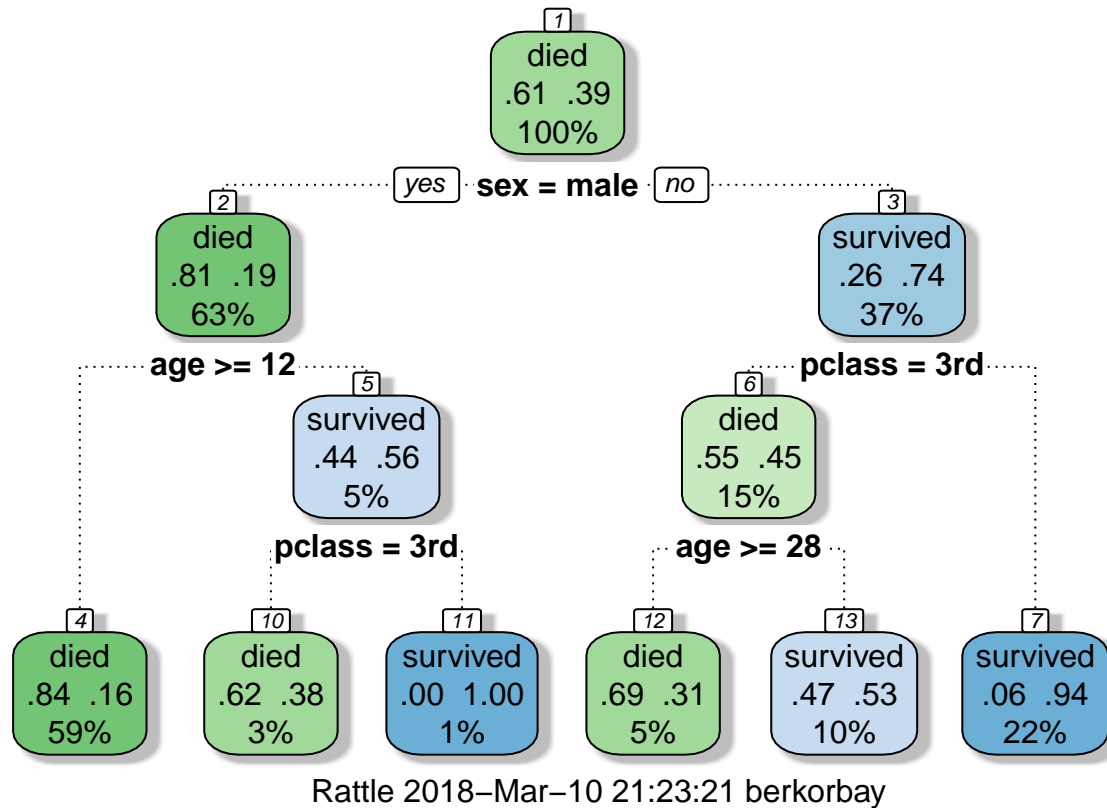 1
died
.61 .39
100%
yes sex = male no
2
died
.81 .19
63%
3
survived
.26 .74
37%
age >= 12
pclass = 3rd
5
survived
.44 .56
5%
6
died
.55 .45
15%
pclass = 3rd
age >= 28
4
died
.84 .16
59%
10
died
.62 .38
3%
11
survived
.00 1.00
1%
12
died
.69 .31
5%
13
survived
.47 .53
10%
7
survived
.06 .94
22%
Rattle 2018−Mar−10 21:23:21 berkorbay